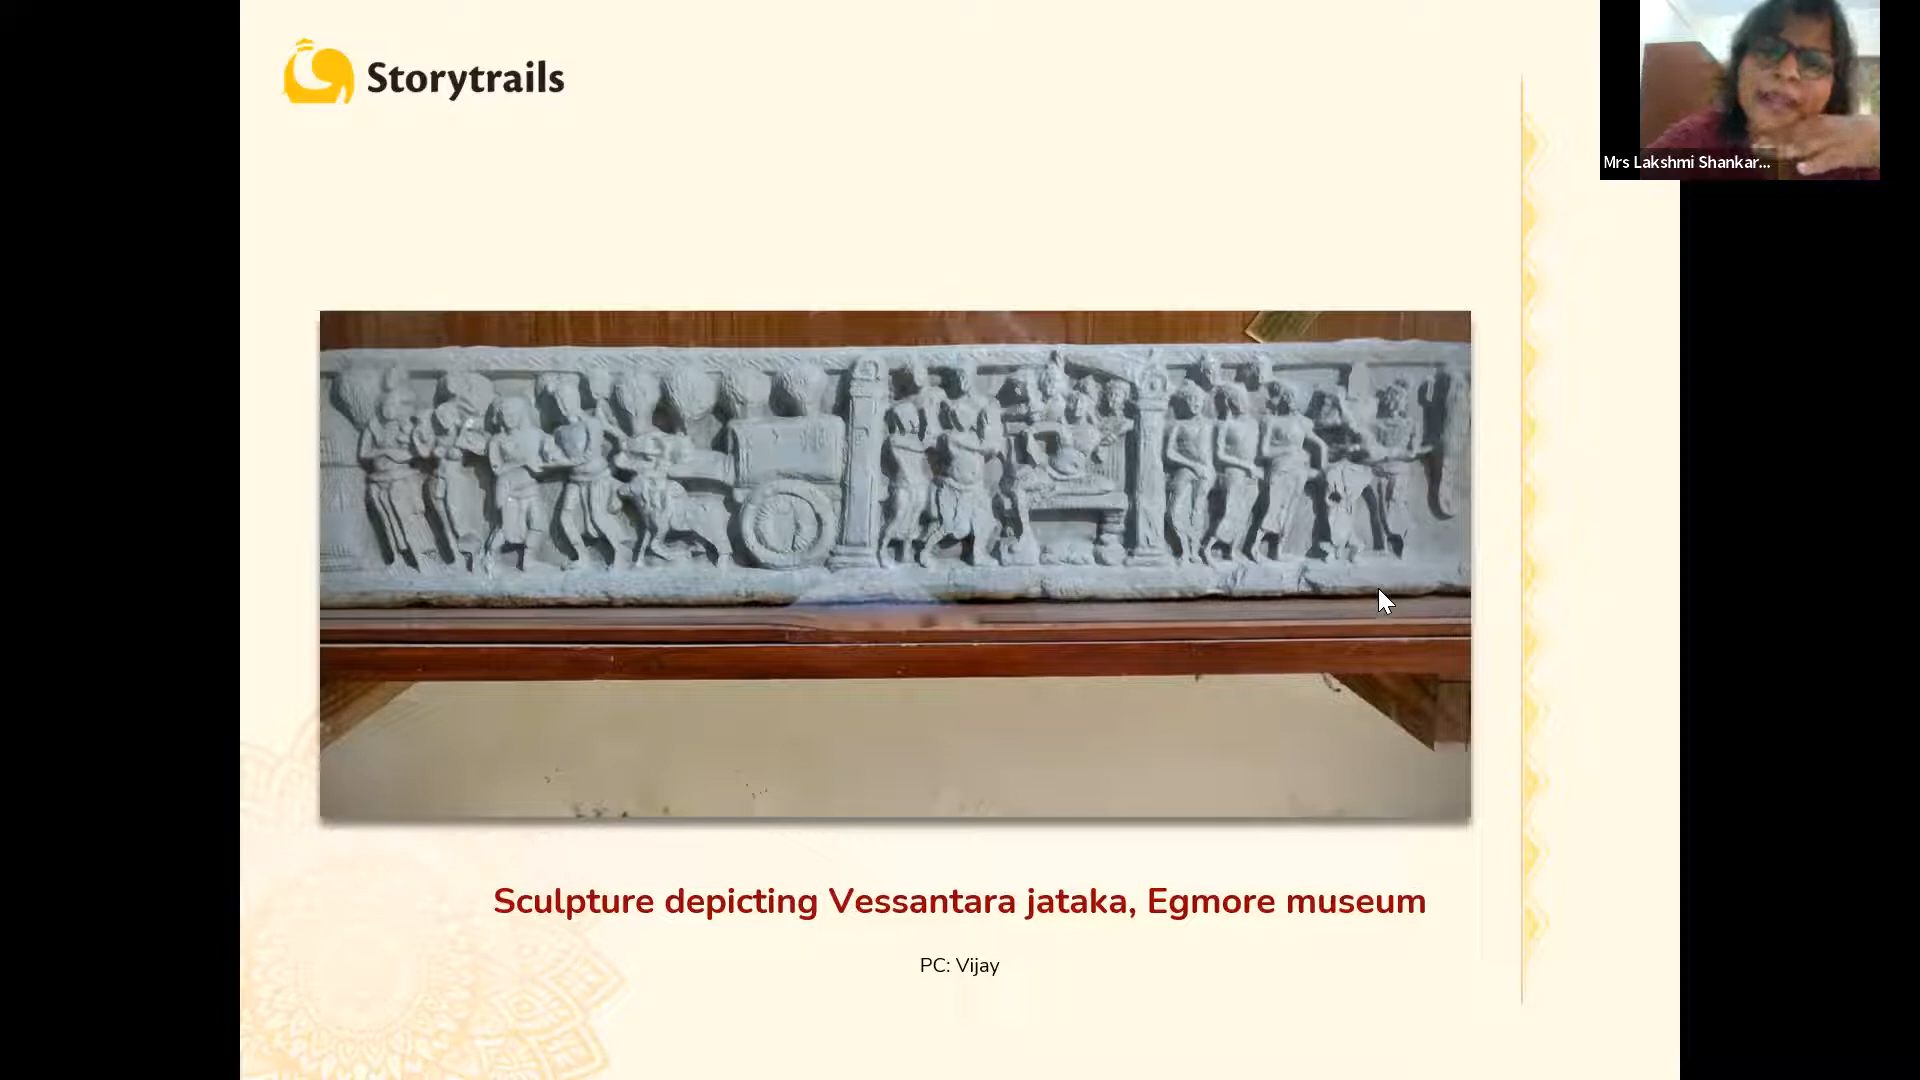 Storytrails
Mrs Lakshmi Shankar...
Sculpture depicting Vessantara jataka, Egmore museum
PC: Vijay